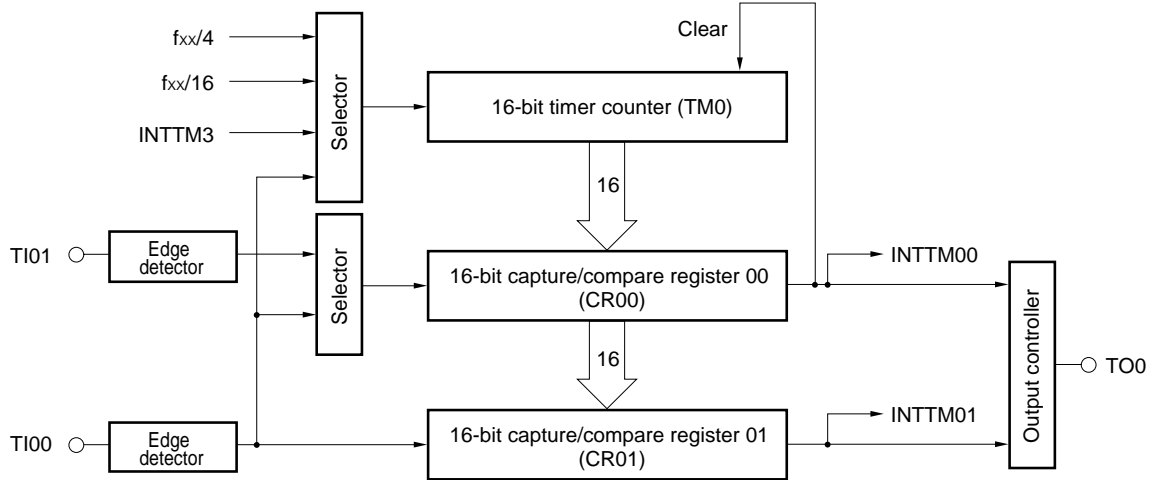 Clear
fxx/4
fxx/16
INTTM3
Selector
16-bit timer counter (TM0)
16
TI01
Edge
detector
Selector
16-bit capture/compare register 00
(CR00)
INTTM00
16
Output controller
TO0
TI00
Edge
detector
16-bit capture/compare register 01
(CR01)
INTTM01